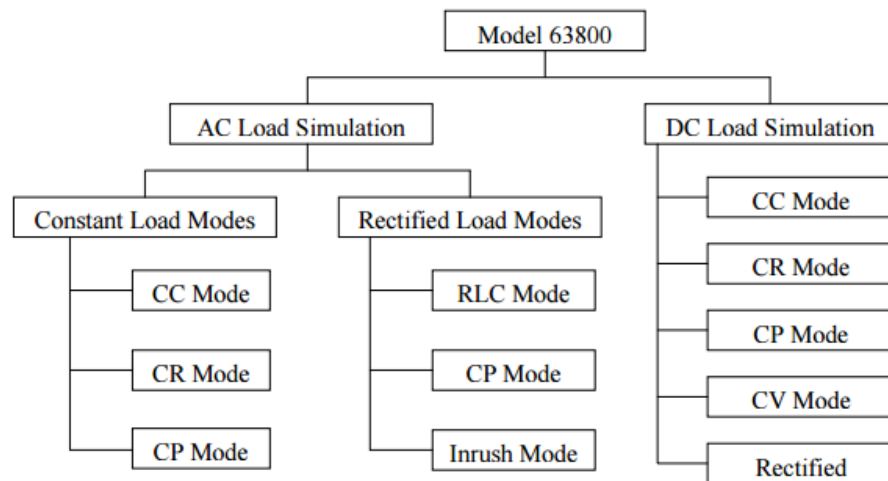 Model 63800
AC Load Simulation
DC Load Simulation
Constant Load Modes
Rectified Load Modes
CC Mode
CR Mode
CP Mode
RLC Mode
CP Mode
Inrush Mode
CC Mode
CR Mode
CP Mode
CV Mode
Rectified